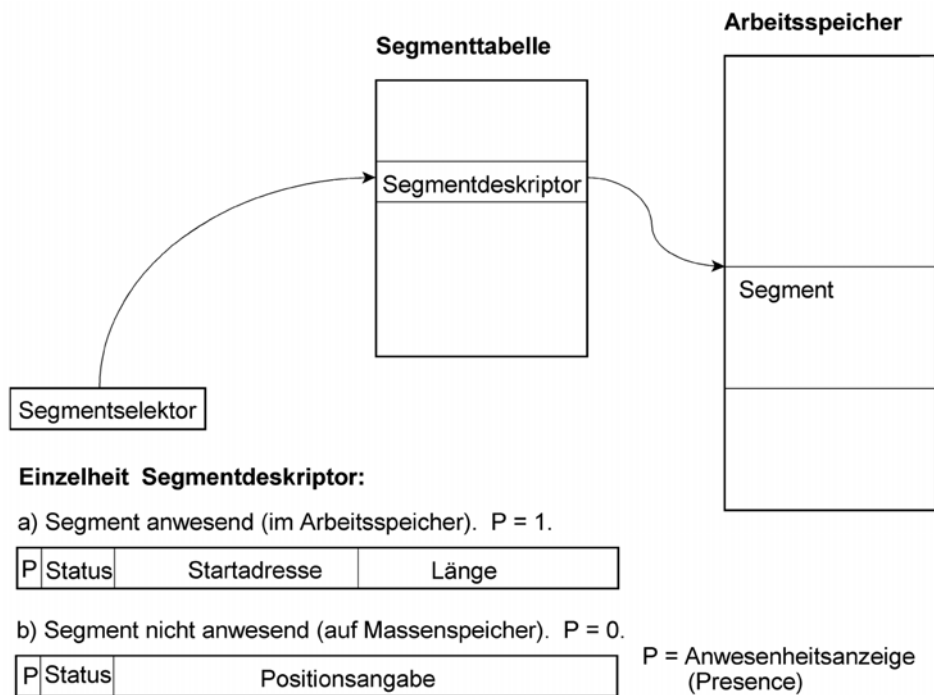 Arbeitsspeicher
Segmenttabelle
Segmentdeskriptor
Segment
Segmentselektor
Einzelheit Segmentdeskriptor:
a) Segment anwesend (im Arbeitsspeicher). P = 1.
P Status Startadresse Länge
b) Segment nicht anwesend (auf Massenspeicher). P = 0.
P Status Positionsangabe
P = Anwesenheitsanzeige
(Presence)